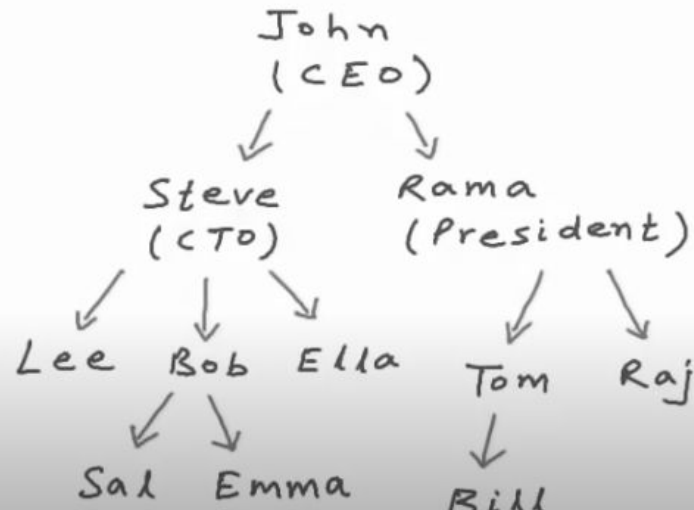 John
(CEO)
Steve Rama
(CTO) (President)
Lee Bob Ella Tom Raj
Sal Emma Bill